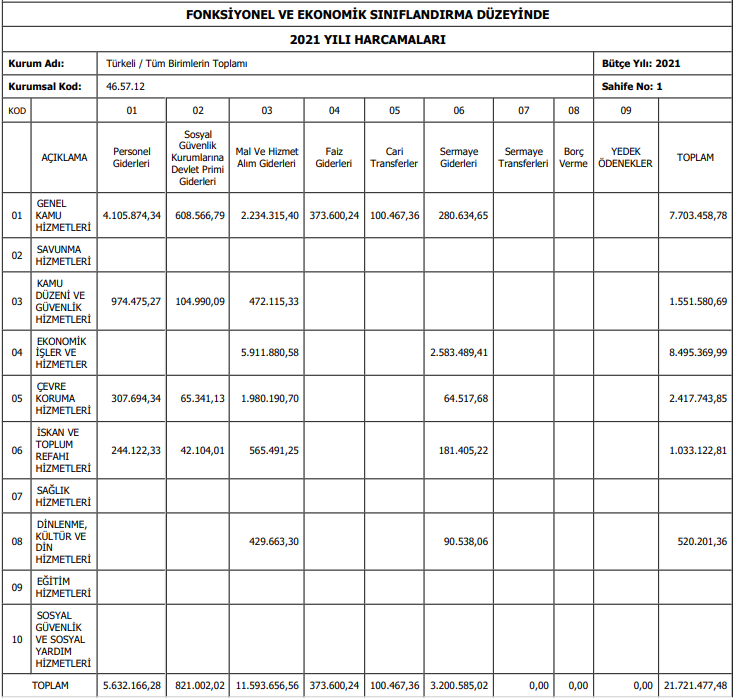 FONKSİYONEL VE EKONOMİK SINIFLANDIRMA DÜZEYİNDE
2021 YILI HARCAMALARI
Kurum Adı: Türkeli / Tüm Birimlerin Toplamı Bütçe Yılı: 2021
Kurumsal Kod: 46.57.12 Sahife No: 1
KOD 01 02 03 04 05 06 07 08 09
AÇIKLAMA
Personel
Giderleri
Sosyal
Güvenlik
Kurumlarına
Devlet Primi
Giderleri
Mal Ve Hizmet
Alım Giderleri
Faiz
Giderleri
Cari
Transferler
Sermaye
Giderleri
Sermaye
Transferleri
Borç
Verme
YEDEK
ÖDENEKLER
TOPLAM
01
GENEL
KAMU
HİZMETLERİ
4.105.874,34 608.566,79 2.234.315,40 373.600,24 100.467,36 280.634,65 7.703.458,78
02
SAVUNMA
HİZMETLERİ
03
KAMU
DÜZENİ VE
GÜVENLİK
HİZMETLERİ
974.475,27 104.990,09 472.115,33 1.551.580,69
04
EKONOMİK
İŞLER VE
HİZMETLER
5.911.880,58 2.583.489,41 8.495.369,99
05
ÇEVRE
KORUMA
HİZMETLERİ
307.694,34 65.341,13 1.980.190,70 64.517,68 2.417.743,85
06
İSKAN VE
TOPLUM
REFAHI
HİZMETLERİ
244.122,33 42.104,01 565.491,25 181.405,22 1.033.122,81
07
SAĞLIK
HİZMETLERİ
08
DİNLENME,
KÜLTÜR VE
DİN
HİZMETLERİ
429.663,30 90.538,06 520.201,36
09
EĞİTİM
HİZMETLERİ
10
SOSYAL
GÜVENLİK
VE SOSYAL
YARDIM
HİZMETLERİ
TOPLAM 5.632.166,28 821.002,02 11.593.656,56 373.600,24 100.467,36 3.200.585,02 0,00 0,00 0,00 21.721.477,48